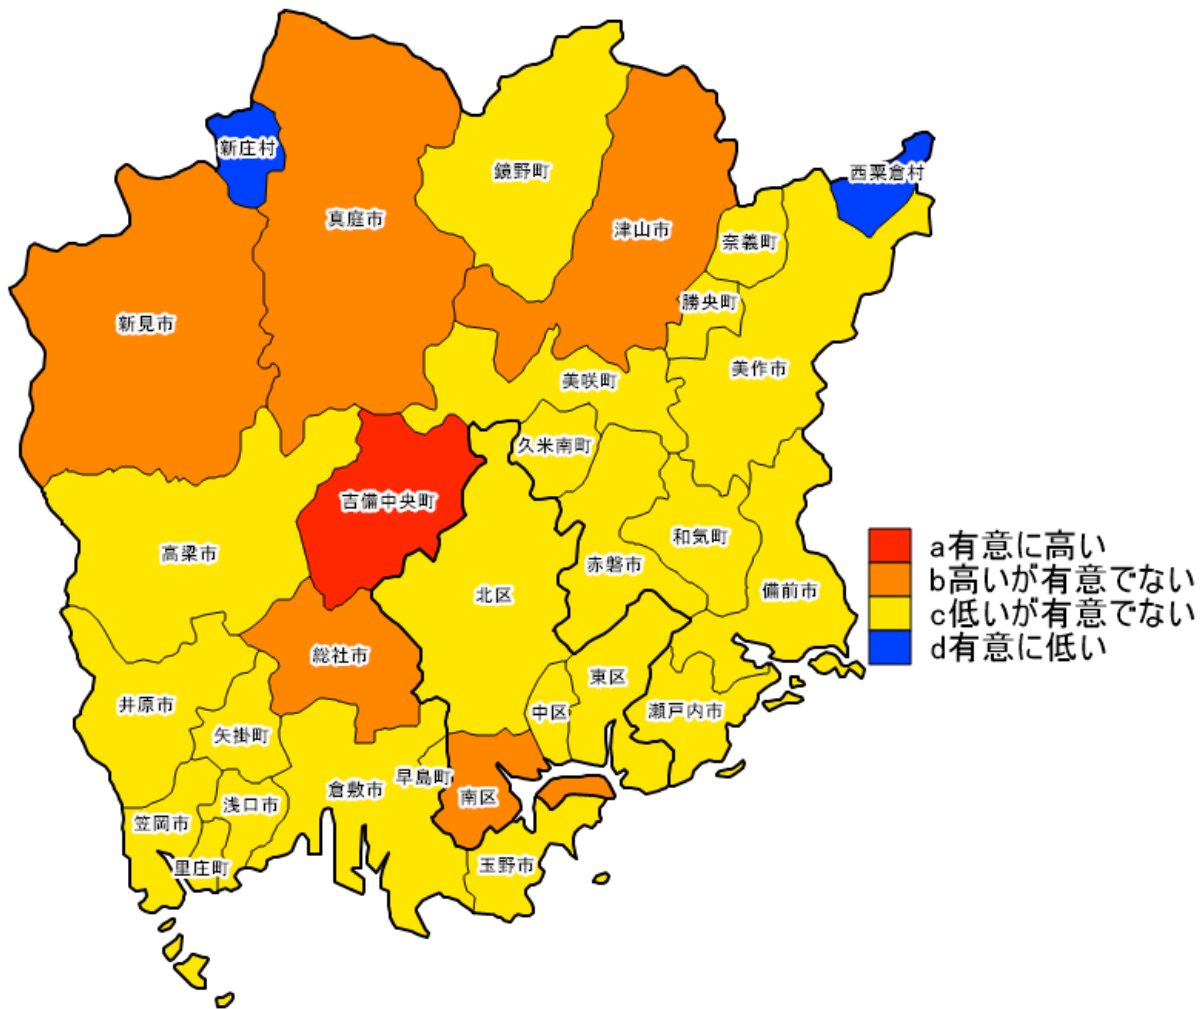 新庄村
鏡野町
西粟倉村
真庭市
津山市
奈義町
勝央町
新見市
美作市
美咲町
久米南町
吉備中央町
高梁市
和気町
赤磐市
備前市
北区
総社市
東区
井原市
中区
瀬戸内市
矢掛町
早島町
倉敷市
南区
浅口市
笠岡市
里庄町
玉野市
a有意に高い
b高いが有意でない
c低いが有意でない
d有意に低い